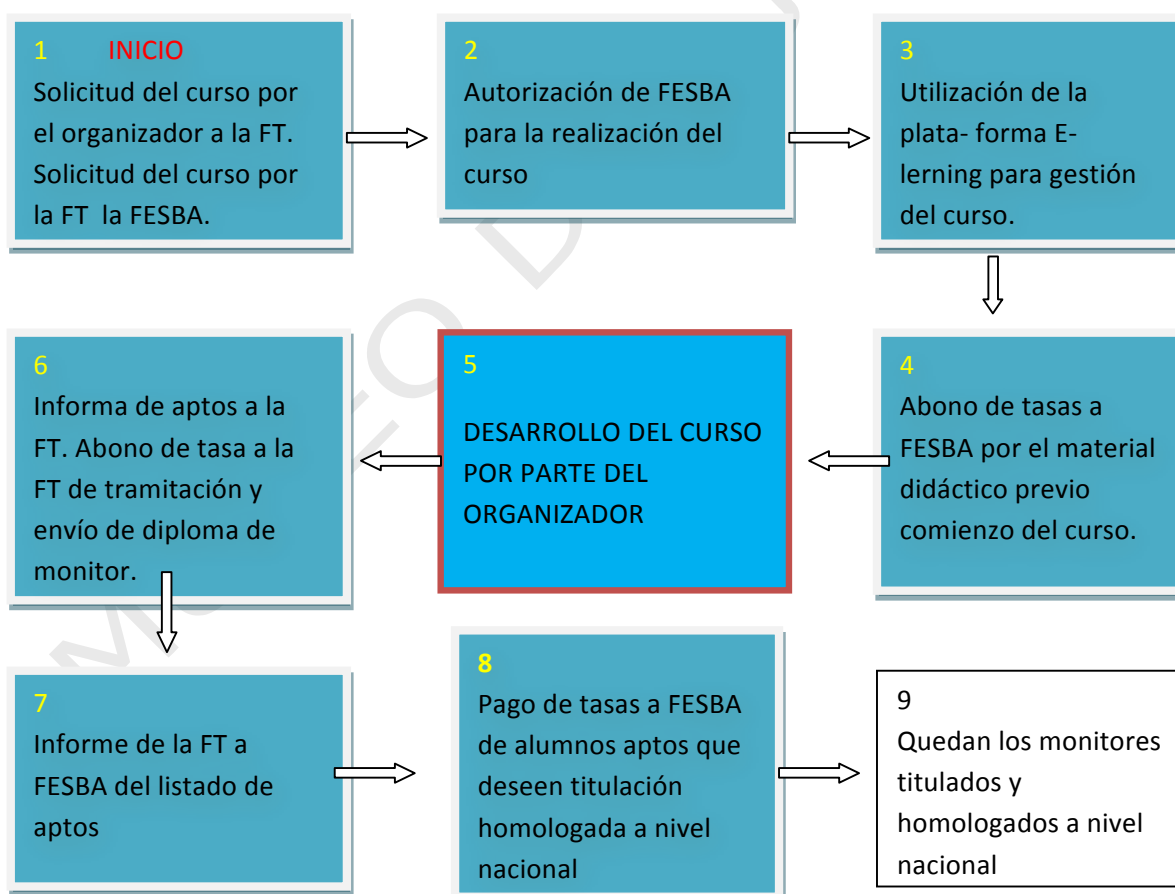 1 INICIO
Solicitud del curso por
el organizador a la FT.
Solicitud del curso por
la FT la FESBA.
2
Autorización de FESBA
para la realización del
curso
3
Utilización de la
plata- forma E-
lerning para gestión
del curso.
4
Abono de tasas a
FESBA por el material
didáctico previo
comienzo del curso.
5
DESARROLLO DEL CURSO
POR PARTE DEL
ORGANIZADOR
6
Informa de aptos a la
FT. Abono de tasa a la
FT de tramitación y
envío de diploma de
monitor.
7
Informe de la FT a
FESBA del listado de
aptos
8
Pago de tasas a FESBA
de alumnos aptos que
deseen titulación
homologada a nivel
nacional
9
Quedan los monitores
titulados y
homologados a nivel
nacional